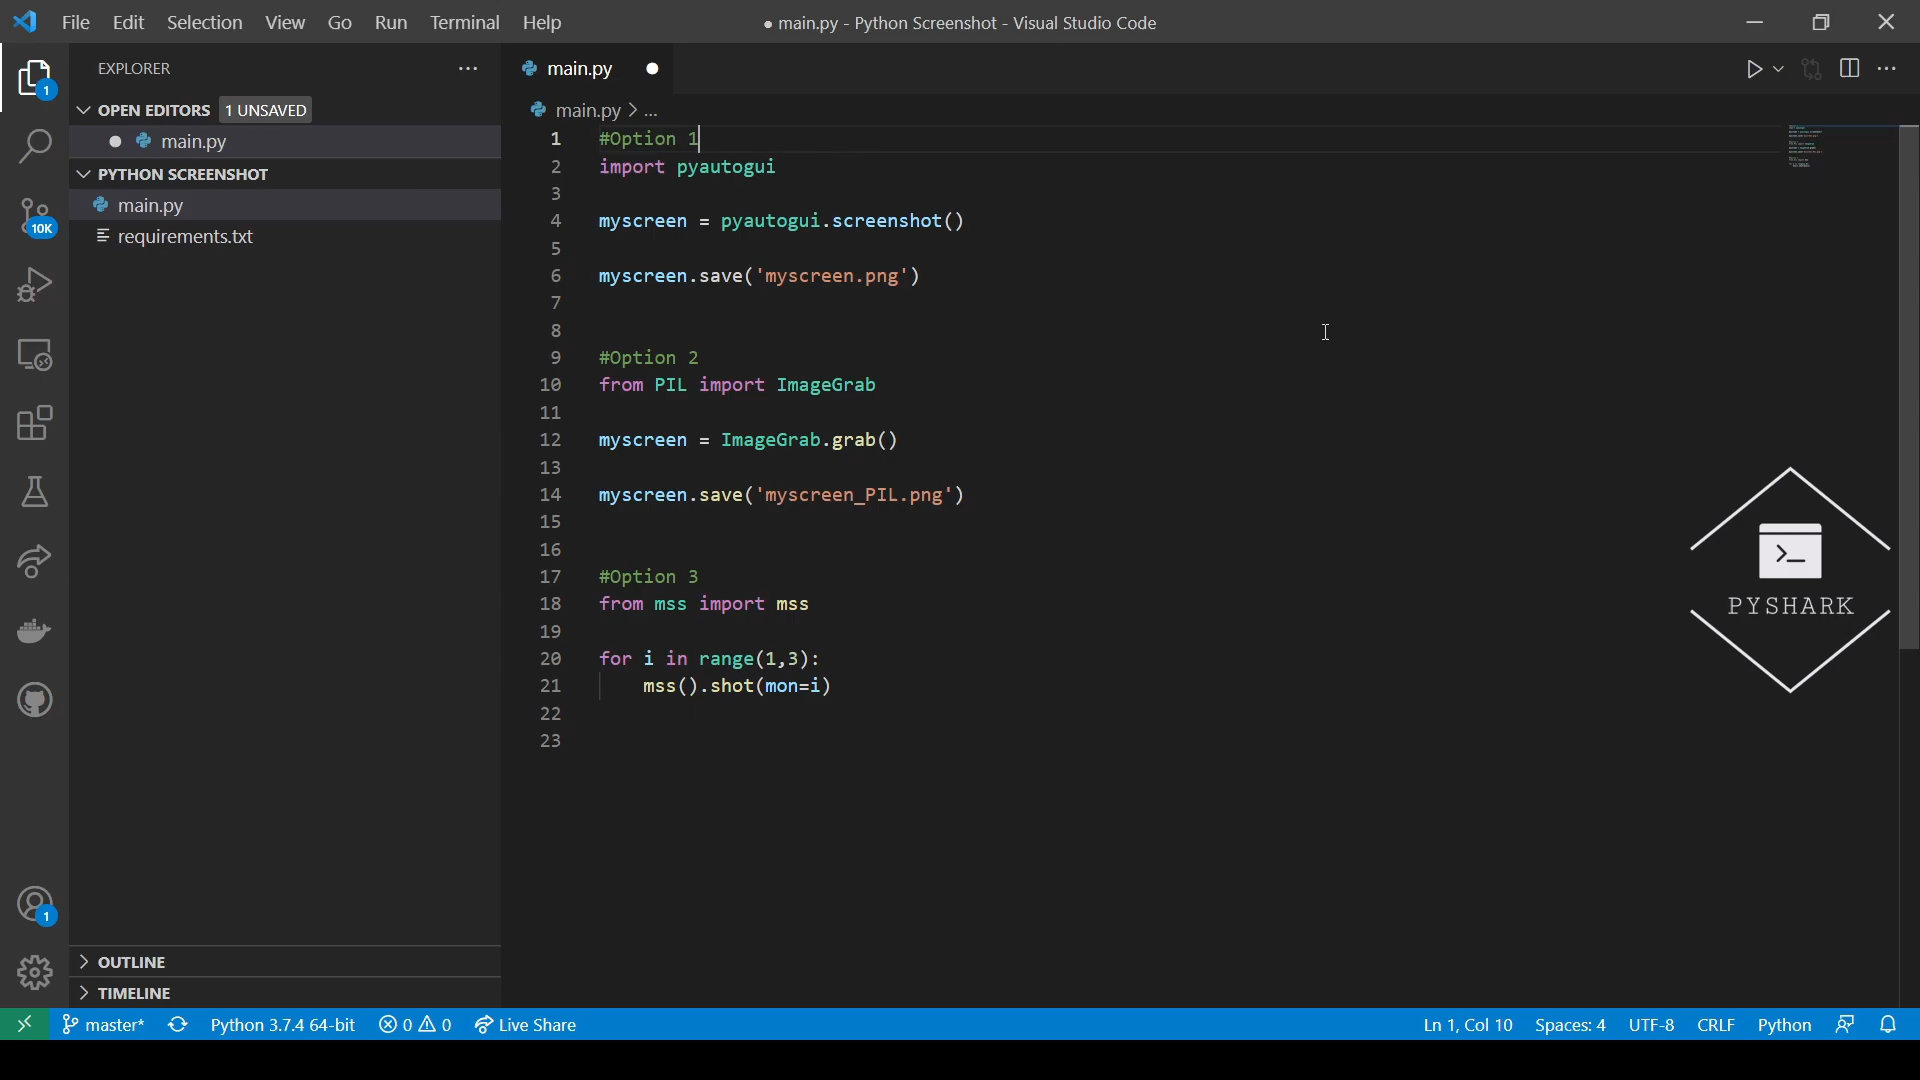 File Edit Selection View Go Run Terminal Help
● main.py - Python Screenshot - Visual Studio Code
EXPLORER
OPEN EDITORS 1 UNSAVED
main.py
PYTHON SCREENSHOT
main.py
requirements.txt
OUTLINE
TIMELINE
1
10K
1
main.py
main.py > ...
1 #Option 1
2 import pyautogui
3
4 myscreen = pyautogui.screenshot()
5
6 myscreen.save('myscreen.png')
7
8
9 #Option 2
10 from PIL import ImageGrab
11
12 myscreen = ImageGrab.grab()
13
14 myscreen.save('myscreen_PIL.png')
15
16
17 #Option 3
18 from mss import mss
19
20 for i in range(1,3):
21 mss().shot(mon=i)
22
23
>_
PYSHARK
master* Python 3.7.4 64-bit 0 0 Live Share
Ln 1, Col 10 Spaces: 4 UTF-8 CRLF Python